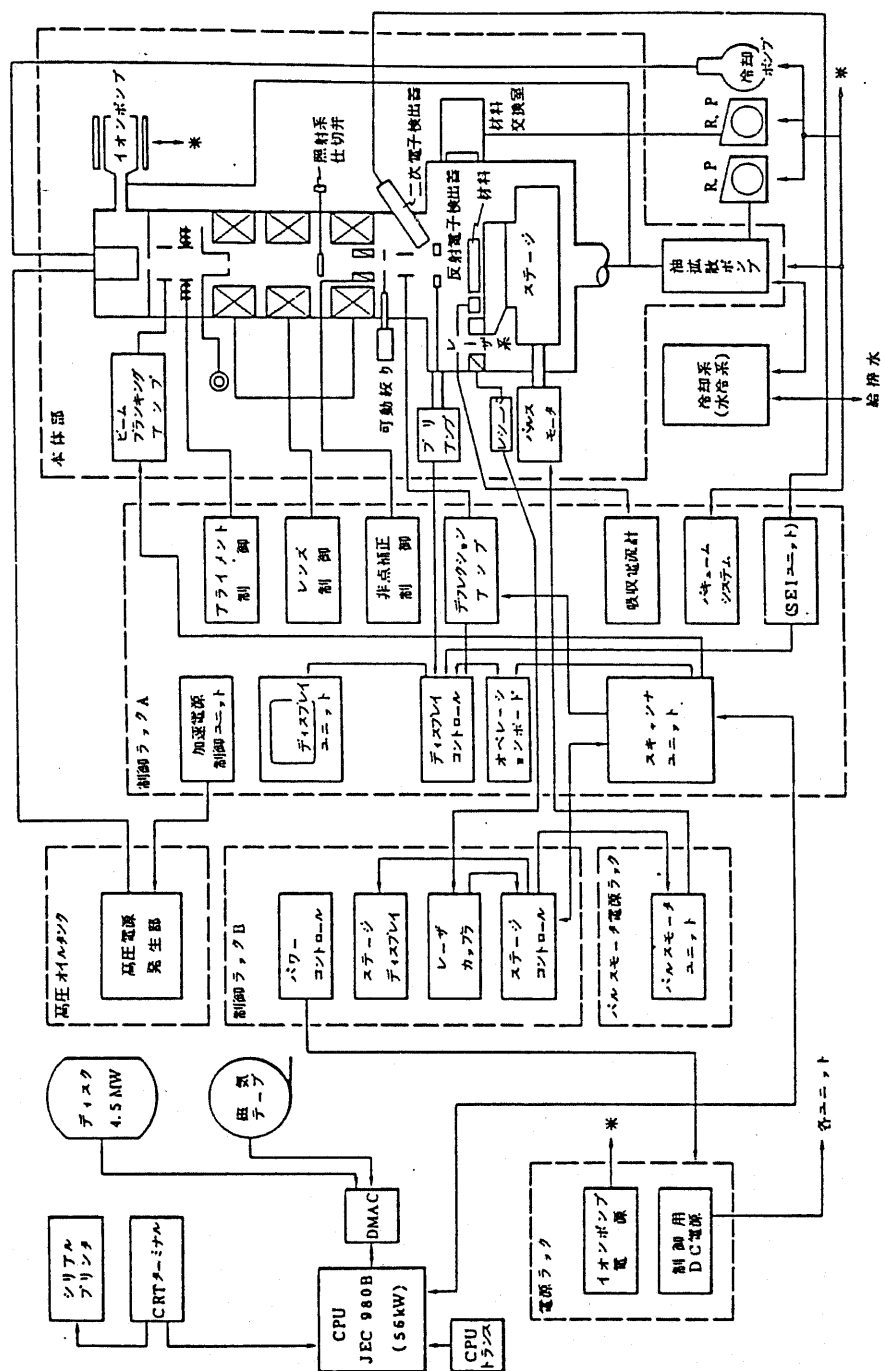 本体部
ビーム
ブランキング
アンプ
イオンポンプ
※
照射系
仕切弁
二次電子検出器
可動絞り
反射電子検出器
材料
材料
交換室
レーザ系
ステージ
プリ
アンプ
レシーバ
パルス
モータ
油拡散ポンプ
R.P
R.P
冷却
ポンプ
※
冷却系
(水冷系)
給排水
制御ラックA
加速電源
制御ユニット
アライメント
制御
レンズ
制御
非点補正
制御
ディスプレイ
ユニット
ディスプレイ
コントロール
オペレーシ
ョンボード
デフレクション
アンプ
吸収電流計
バキューム
システム
(SEIユニット)
スキャンナ
ユニット
高圧オイルタンク
高圧電源
発生部
制御ラックB
パワー
コントロール
ステージ
ディスプレイ
レーザ
カップラ
ステージ
コントロール
パルスモータ電源ラック
パルスモータ
ユニット
ディスク
4.5MW
磁気
テープ
シリアル
プリンタ
CRTターミナル
DMAC
CPU
JEC 980B
(56kW)
CPU
トランス
電源ラック
イオンポンプ
電源
※
制御用
DC電源
各ユニット